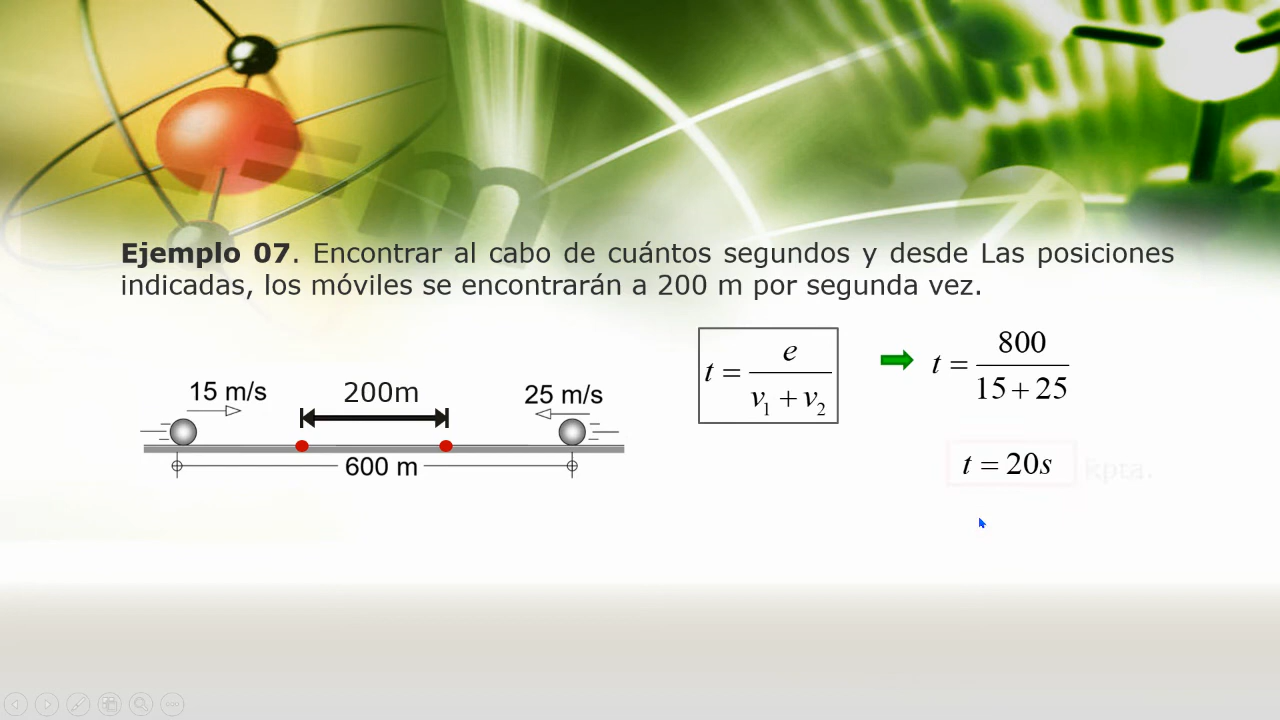 Ejemplo 07. Encontrar al cabo de cuántos segundos y desde Las posiciones
indicadas, los móviles se encontrarán a 200 m por segunda vez.
15 m/s
200m
25 m/s
600 m
t = e / (v₁ + v₂)
t = 800 / (15 + 25)
t = 20s
Rpta.